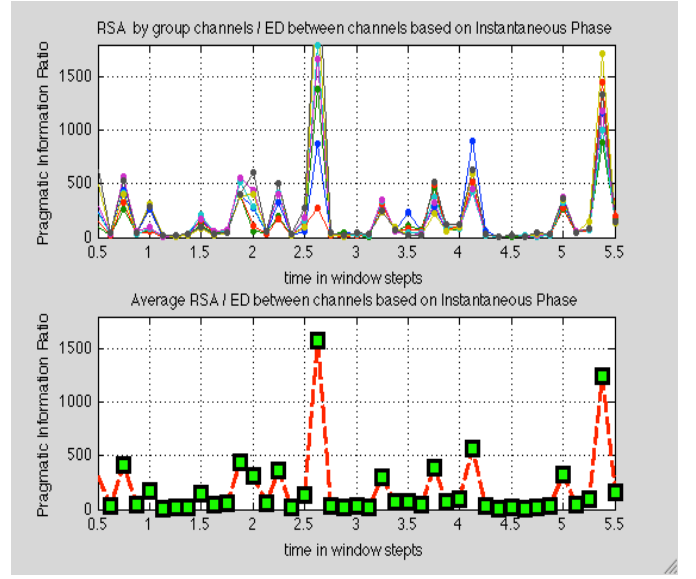 RSA by group channels / ED between channels based on Instantaneous Phase
Pragmatic Information Ratio
1500
1000
500
0
0.5 1 1.5 2 2.5 3 3.5 4 4.5 5 5.5
time in window stepts
Average RSA / ED between channels based on Instantaneous Phase
Pragmatic Information Ratio
1500
1000
500
0
0.5 1 1.5 2 2.5 3 3.5 4 4.5 5 5.5
time in window stepts